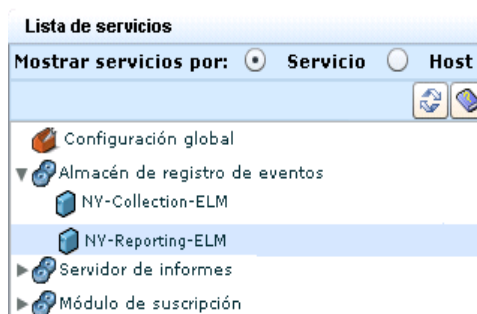 Lista de servicios
Mostrar servicios por: Servicio Host
Configuración global
Almacén de registro de eventos
NY-Collection-ELM
NY-Reporting-ELM
Servidor de informes
Módulo de suscripción